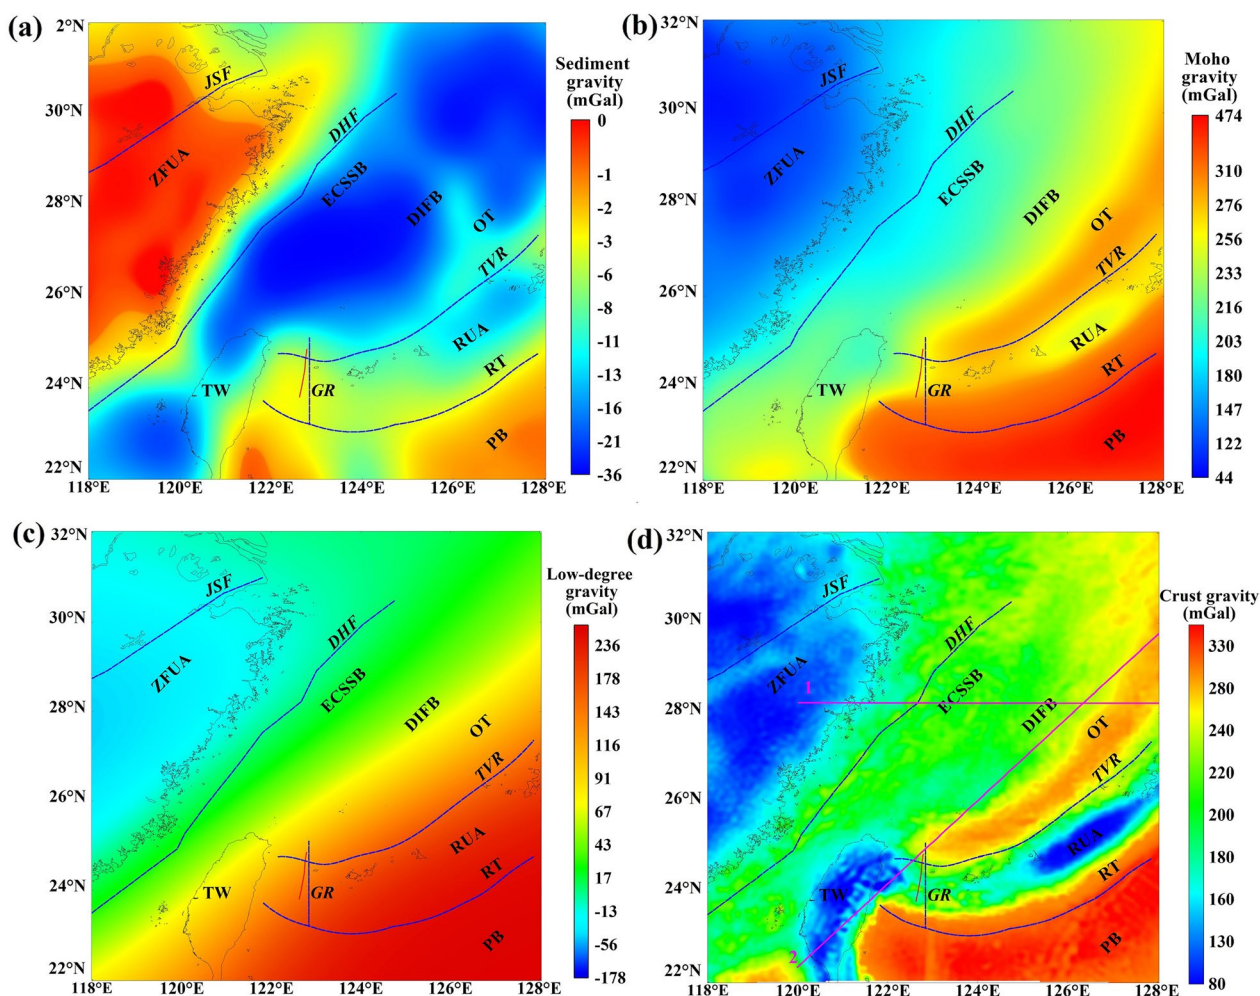 (a)
2°N
30°N
28°N
26°N
24°N
22°N
118°E 120°E 122°E 124°E 126°E 128°E
JSF
ZFUA
DHF
ECSSB
DIFB
OT
TVR
RUA
RT
TW
GR
PB
Sediment
gravity
(mGal)
0
-1
-2
-3
-6
-8
-11
-13
-16
-21
-36
(b)
32°N
30°N
28°N
26°N
24°N
22°N
118°E 120°E 122°E 124°E 126°E 128°E
JSF
ZFUA
DHF
ECSSB
DIFB
OT
TVR
RUA
RT
TW
GR
PB
Moho
gravity
(mGal)
474
310
276
256
233
216
203
180
147
122
44
(c)
32°N
30°N
28°N
26°N
24°N
22°N
118°E 120°E 122°E 124°E 126°E 128°E
JSF
ZFUA
DHF
ECSSB
DIFB
OT
TVR
RUA
RT
TW
GR
PB
Low-degree
gravity
(mGal)
236
178
143
116
91
67
43
17
-13
-56
-178
(d)
32°N
30°N
28°N
26°N
24°N
22°N
118°E 120°E 122°E 124°E 126°E 128°E
JSF
ZFUA
DHF
1
ECSSB
DIFB
OT
TVR
RUA
RT
TW
GR
PB
2
Crust gravity
(mGal)
330
280
240
220
200
180
160
130
80